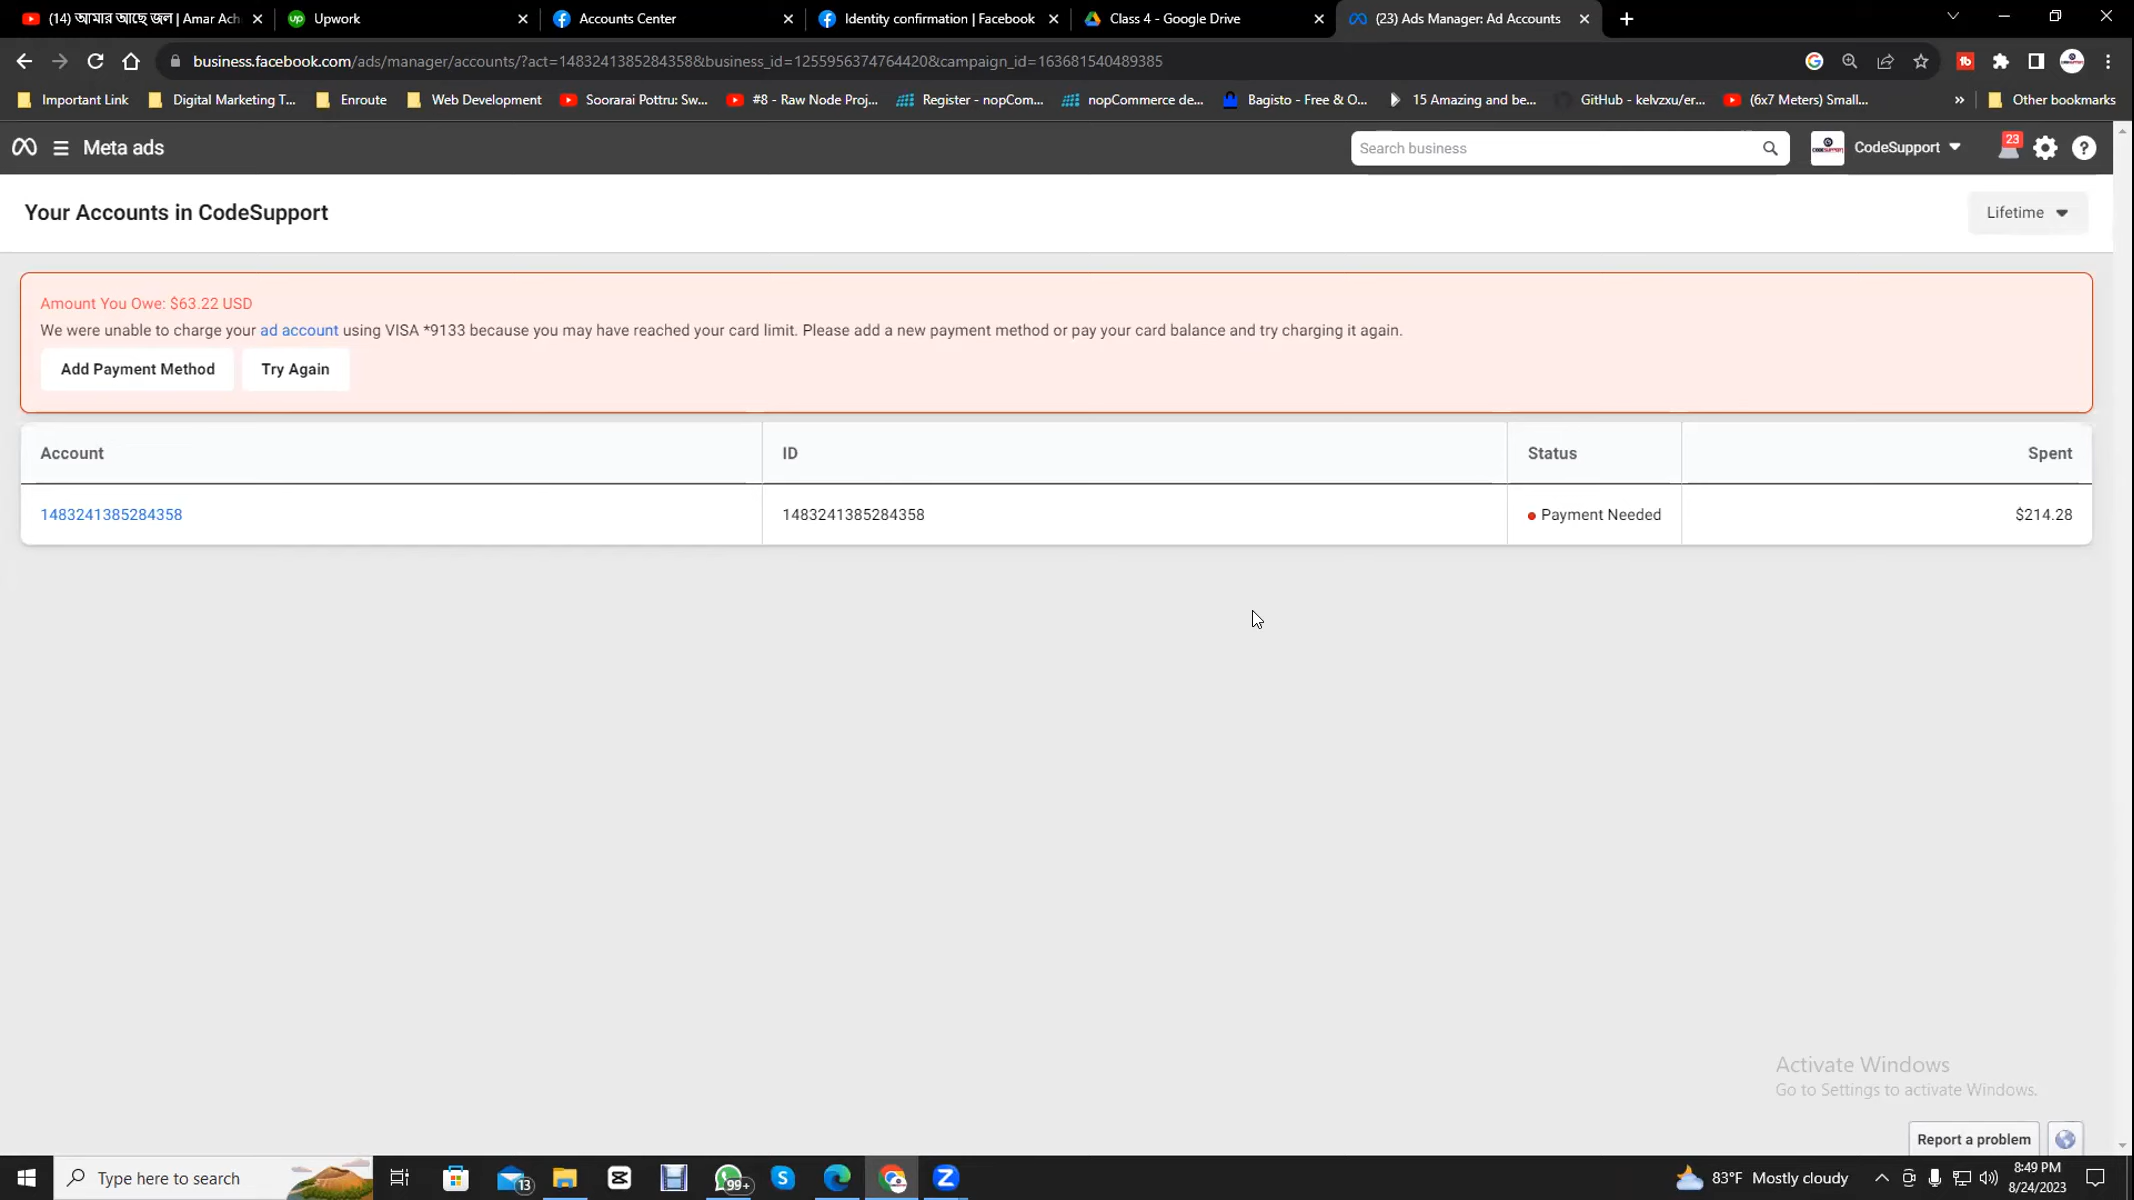 (14) আমার আছে জল | Amar Ach
Upwork
Accounts Center
Identity confirmation | Facebook
Class 4 - Google Drive
(23) Ads Manager: Ad Accounts
business.facebook.com/ads/manager/accounts/?act=1483241385284358&business_id=1255956374764420&campaign_id=163681540489385
Important Link
Digital Marketing T...
Enroute
Web Development
Soorarai Pottru: Sw...
#8 - Raw Node Proj...
Register - nopCom...
nopCommerce de...
Bagisto - Free & O...
15 Amazing and be...
GitHub - kelvzxu/er...
(6x7 Meters) Small...
»
Other bookmarks
Meta ads
Search business
CodeSupport
23
Your Accounts in CodeSupport
Lifetime
Amount You Owe: $63.22 USD
We were unable to charge your ad account using VISA *9133 because you may have reached your card limit. Please add a new payment method or pay your card balance and try charging it again.
Add Payment Method
Try Again
Account
ID
Status
Spent
1483241385284358
1483241385284358
Payment Needed
$214.28
Activate Windows
Go to Settings to activate Windows.
Report a problem
Type here to search
13
99+
83°F Mostly cloudy
8:49 PM
8/24/2023